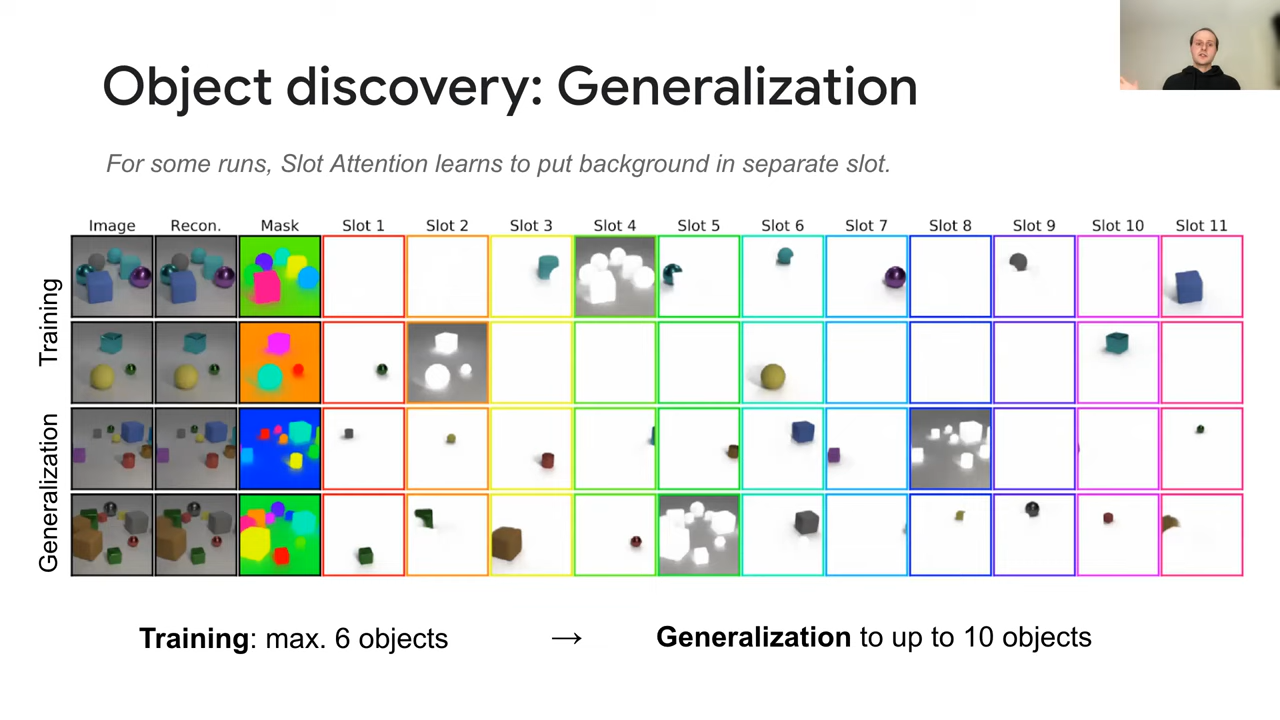 Object discovery: Generalization
For some runs, Slot Attention learns to put background in separate slot.
Image Recon. Mask Slot 1 Slot 2 Slot 3 Slot 4 Slot 5 Slot 6 Slot 7 Slot 8 Slot 9 Slot 10 Slot 11
Training
Generalization
Training: max. 6 objects → Generalization to up to 10 objects